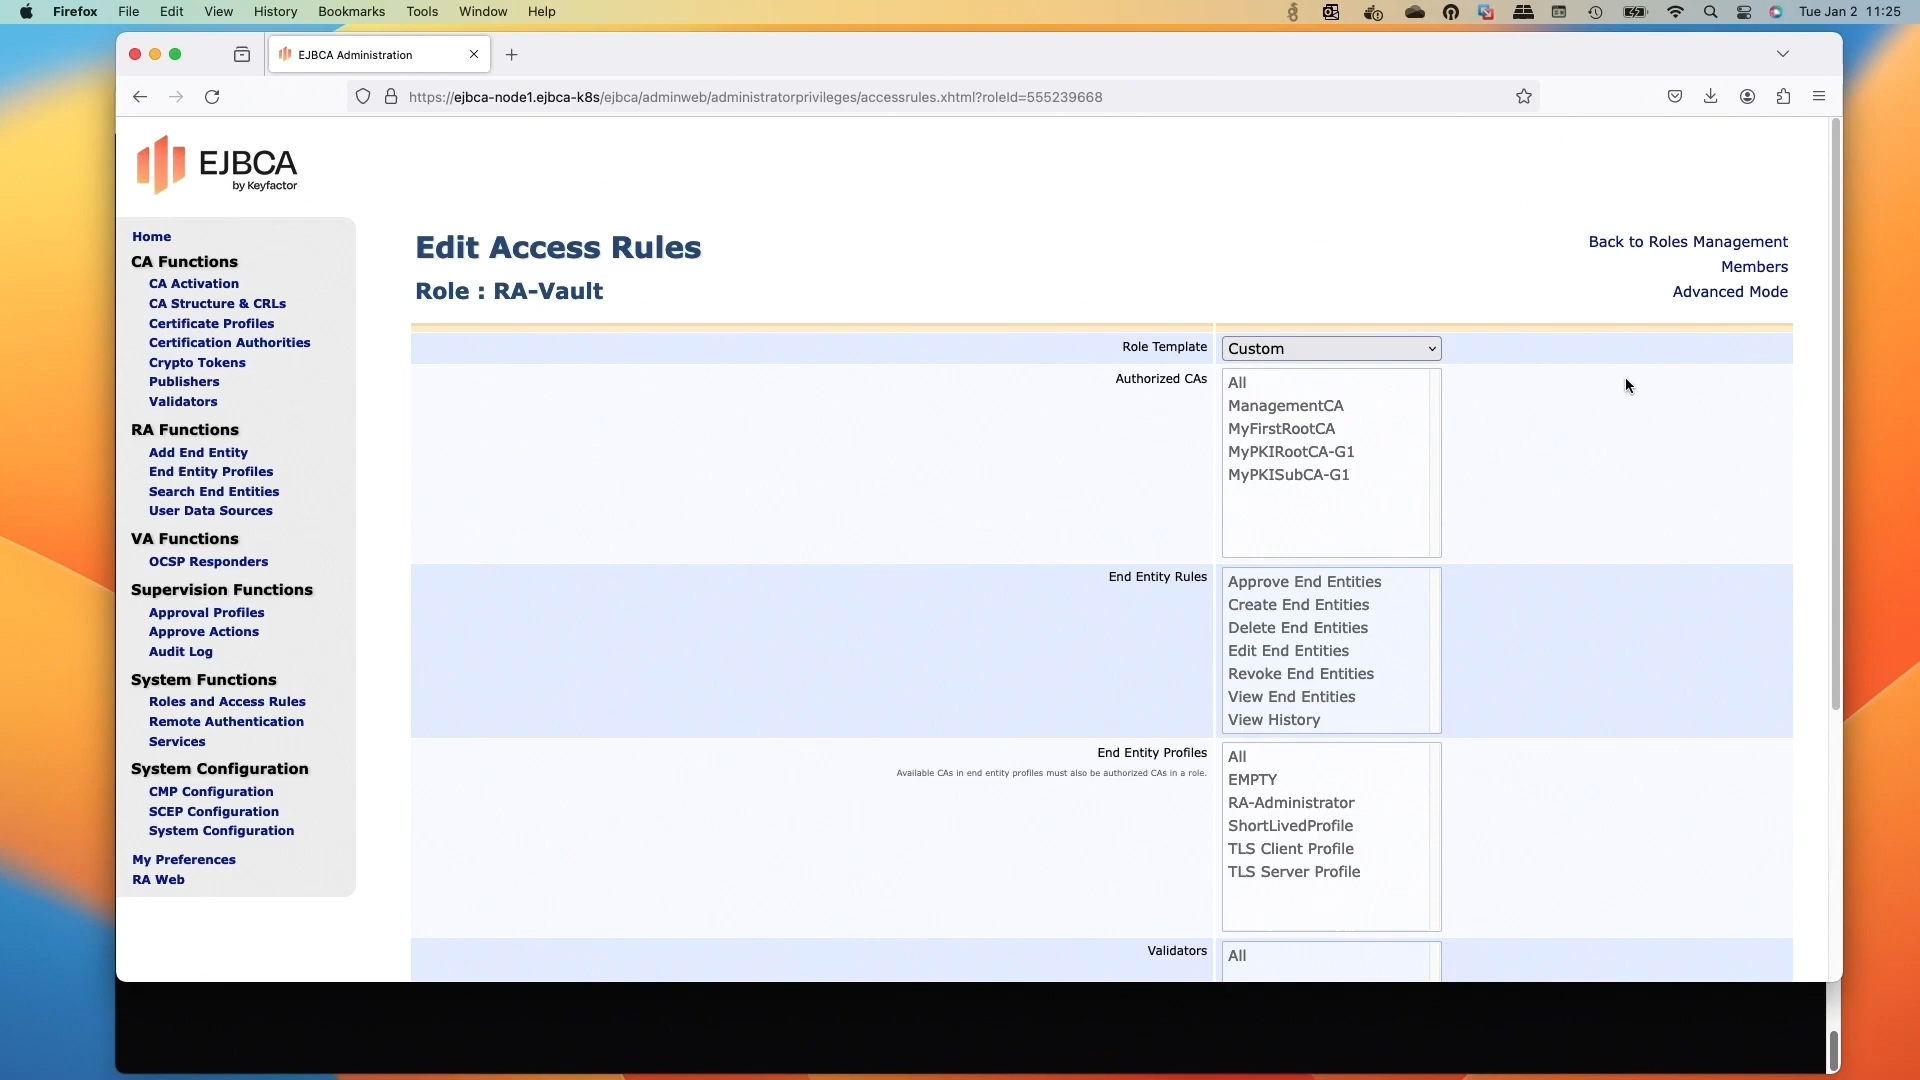 Firefox File Edit View History Bookmarks Tools Window Help Tue Jan 2 11:25
EJBCA Administration
https://ejbca-node1.ejbca-k8s/ejbca/adminweb/administratorprivileges/accessrules.xhtml?roleId=555239668
EJBCA
by Keyfactor
Home
CA Functions
CA Activation
CA Structure & CRLs
Certificate Profiles
Certification Authorities
Crypto Tokens
Publishers
Validators
RA Functions
Add End Entity
End Entity Profiles
Search End Entities
User Data Sources
VA Functions
OCSP Responders
Supervision Functions
Approval Profiles
Approve Actions
Audit Log
System Functions
Roles and Access Rules
Remote Authentication
Services
System Configuration
CMP Configuration
SCEP Configuration
System Configuration
My Preferences
RA Web
Edit Access Rules
Role : RA-Vault
Back to Roles Management
Members
Advanced Mode
Role Template
Custom
Authorized CAs
All
ManagementCA
MyFirstRootCA
MyPKIRootCA-G1
MyPKISubCA-G1
End Entity Rules
Approve End Entities
Create End Entities
Delete End Entities
Edit End Entities
Revoke End Entities
View End Entities
View History
End Entity Profiles
Available CAs in end entity profiles must also be authorized CAs in a role.
All
EMPTY
RA-Administrator
ShortLivedProfile
TLS Client Profile
TLS Server Profile
Validators
All